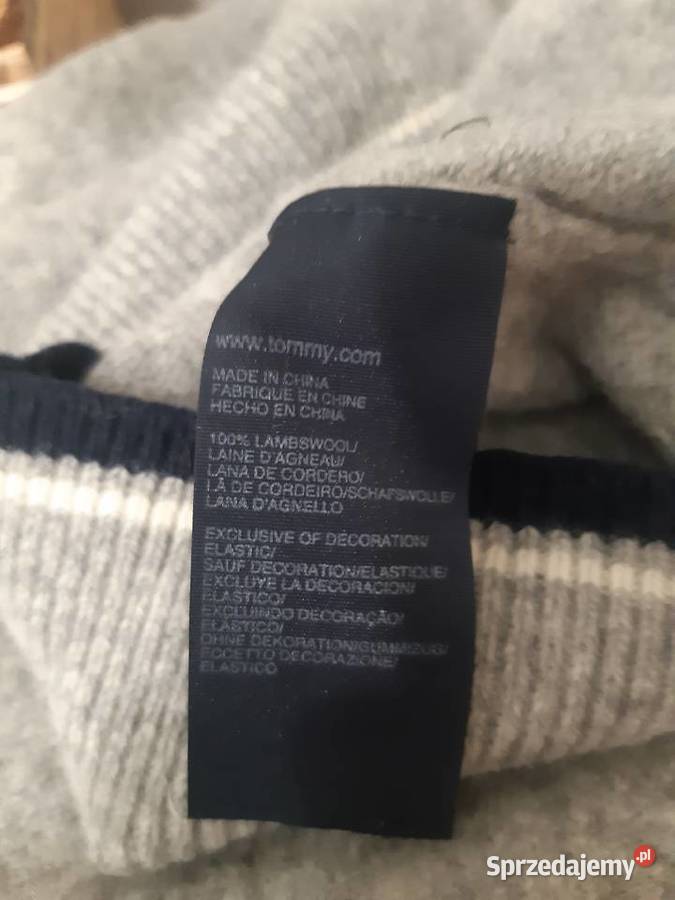 www.tommy.com
MADE IN CHINA
FABRIQUE EN CHINE
HECHO EN CHINA
100% LAMBSWOOL/
LAINE D'AGNEAU/
LANA DE CORDERO/
LÃ DE CORDEIRO/SCHAFSWOLLE/
LANA D'AGNELLO
EXCLUSIVE OF DECORATION/
ELASTIC/
SAUF DECORATION/ELASTIQUE/
EXCLUYE LA DECORACION/
ELASTICO/
EXCLUINDO DECORAÇÃO/
ELASTICO/
OHNE DEKORATION/GUMMIZUG/
ECCETTO DECORAZIONE/
ELASTICO
Sprzedajemy.pl